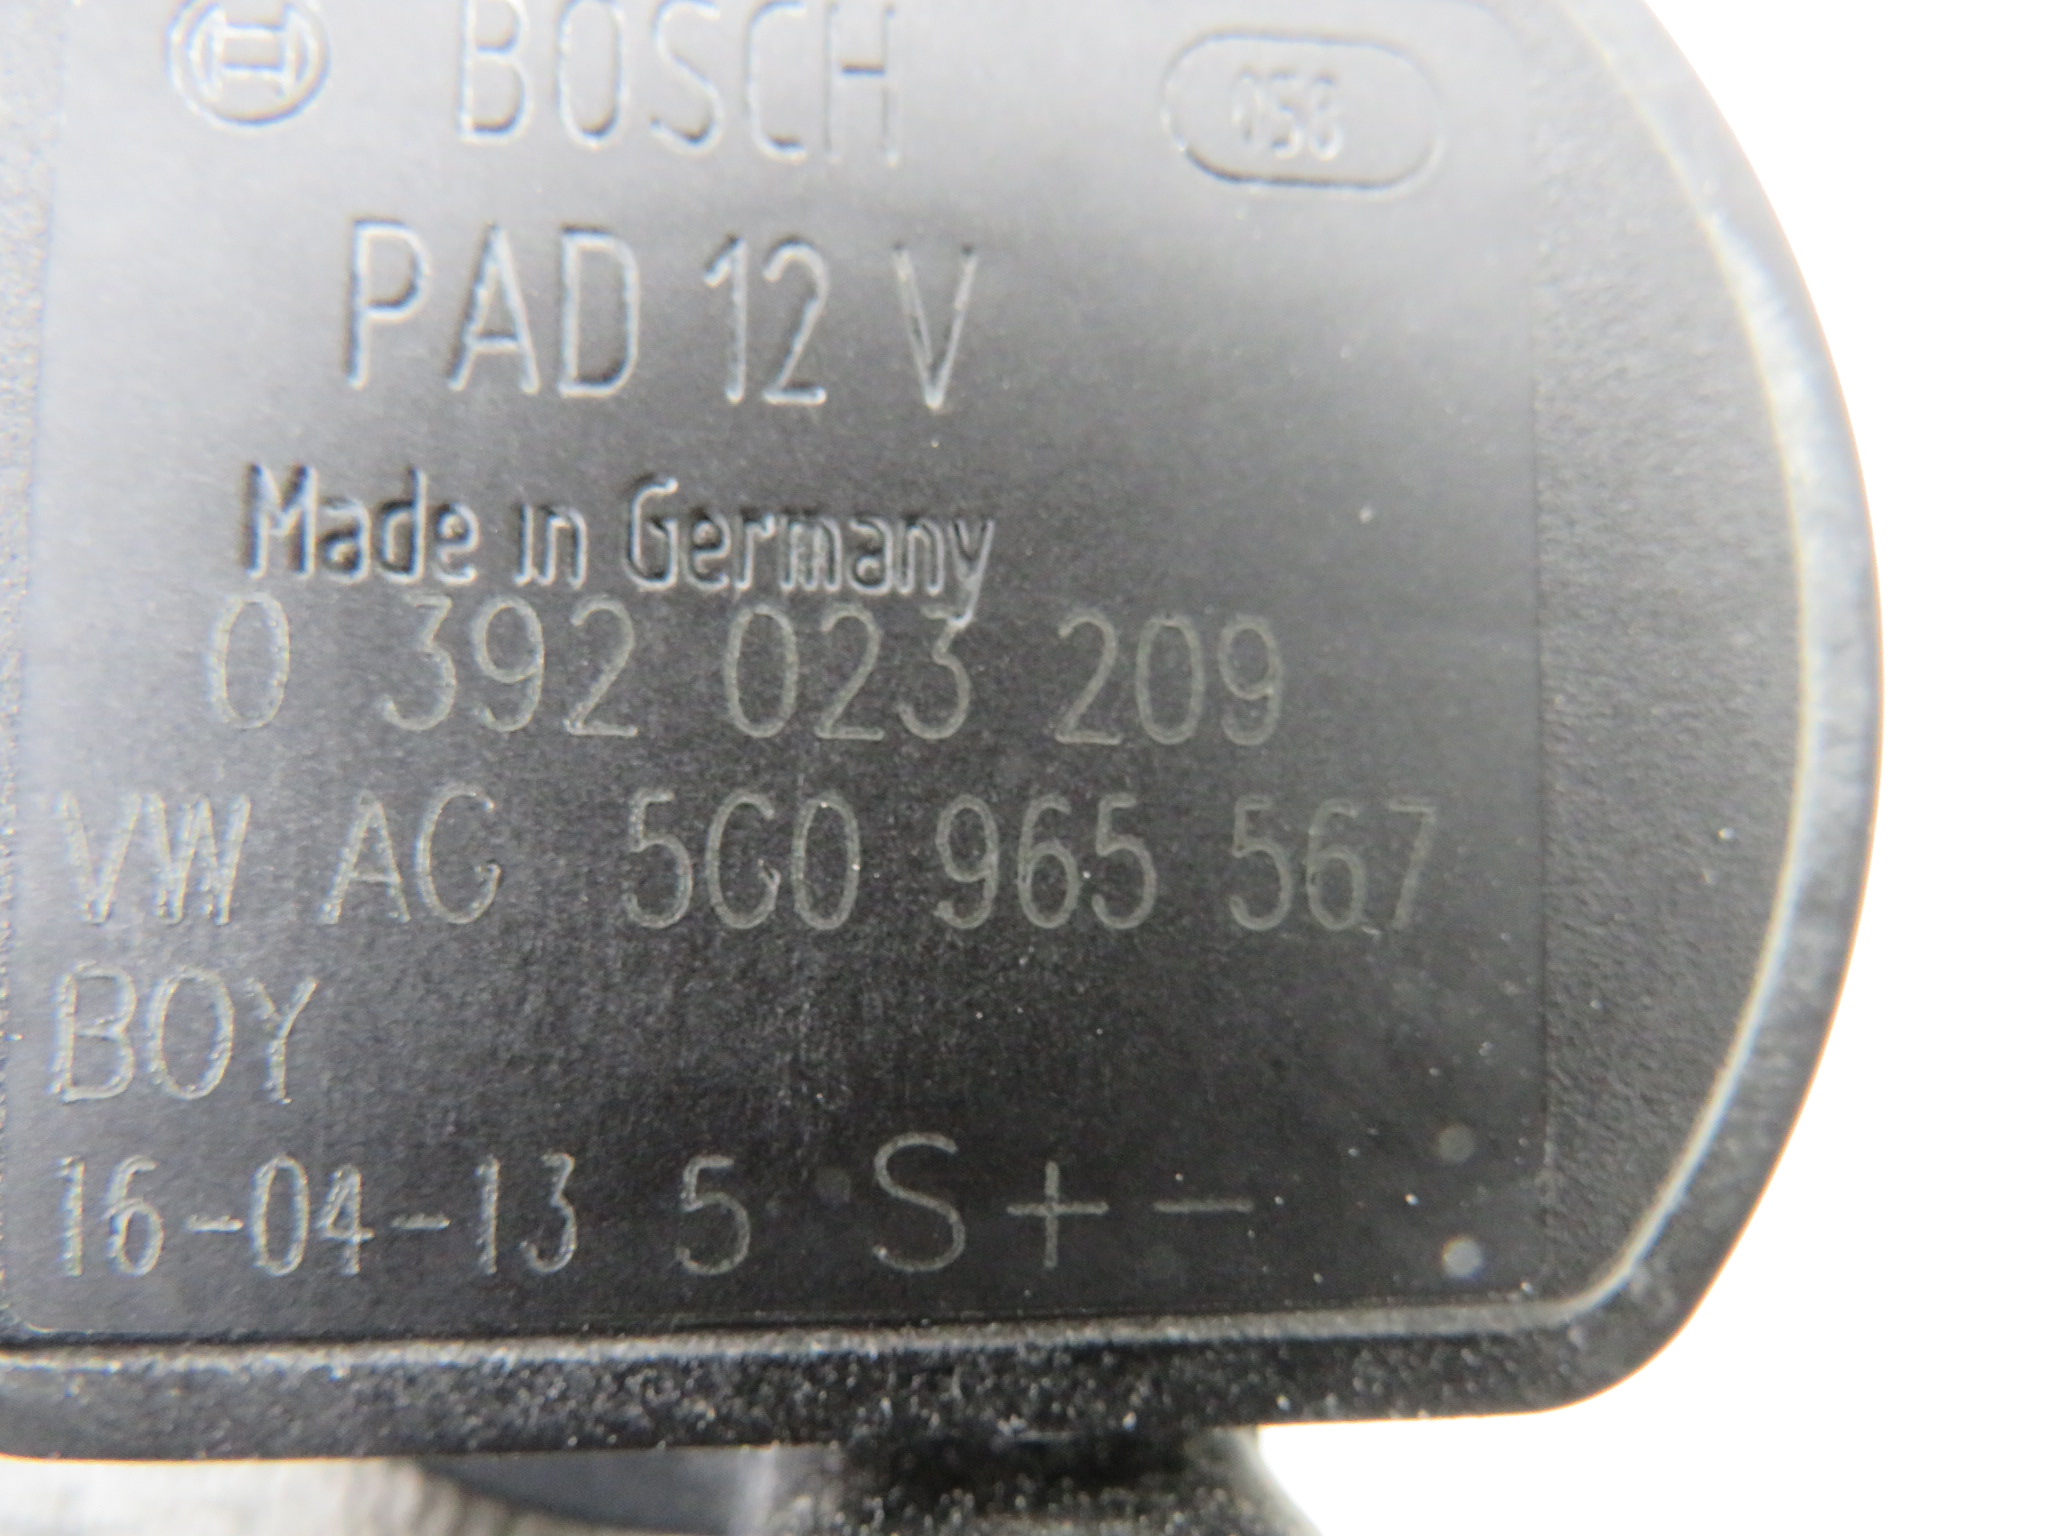 BOSCH 058
PAD 12 V
Made in Germany
0 392 023 209
VW AG 5G0 965 567
BOY
16-04-13 5 S + -